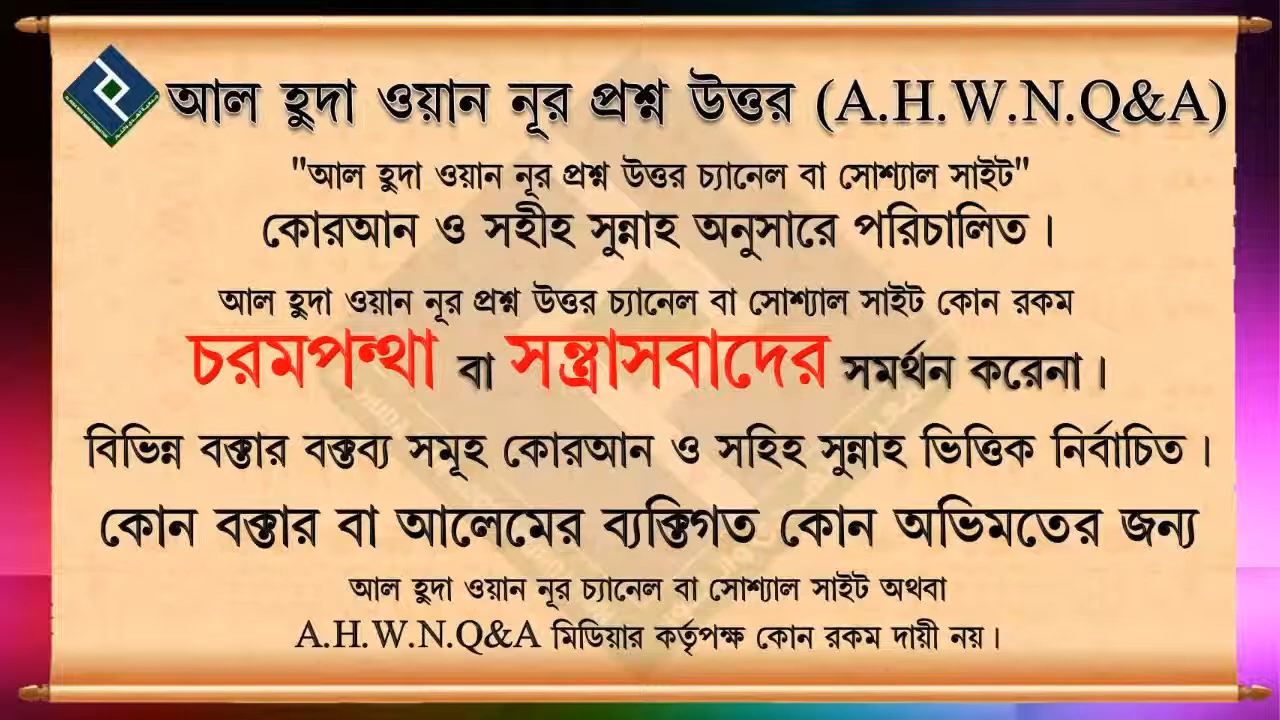 আল হুদা ওয়ান নূর প্রশ্ন উত্তর (A.H.W.N.Q&A)
"আল হুদা ওয়ান নূর প্রশ্ন উত্তর চ্যানেল বা সোশ্যাল সাইট"
কোরআন ও সহীহ সুন্নাহ অনুসারে পরিচালিত।
আল হুদা ওয়ান নূর প্রশ্ন উত্তর চ্যানেল বা সোশ্যাল সাইট কোন রকম
চরমপন্থা বা সন্ত্রাসবাদের সমর্থন করেনা।
বিভিন্ন বক্তার বক্তব্য সমূহ কোরআন ও সহিহ সুন্নাহ ভিত্তিক নির্বাচিত।
কোন বক্তার বা আলেমের ব্যক্তিগত কোন অভিমতের জন্য
আল হুদা ওয়ান নূর চ্যানেল বা সোশ্যাল সাইট অথবা
A.H.W.N.Q&A মিডিয়ার কর্তৃপক্ষ কোন রকম দায়ী নয়।